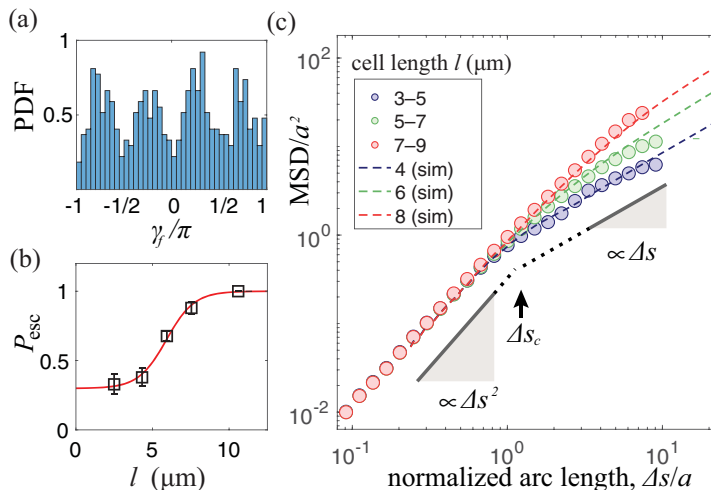 (a)
1
0.5
PDF
-1
-1/2
0
1/2
1
γf/π
(b)
1
0.5
0
Pesc
0
5
10
l (μm)
(c)
10²
10⁰
10⁻²
MSD/a²
cell length l (μm)
3–5
5–7
7–9
4 (sim)
6 (sim)
8 (sim)
∝Δs
Δsc
∝Δs²
10⁻¹
10⁰
10¹
normalized arc length, Δs/a